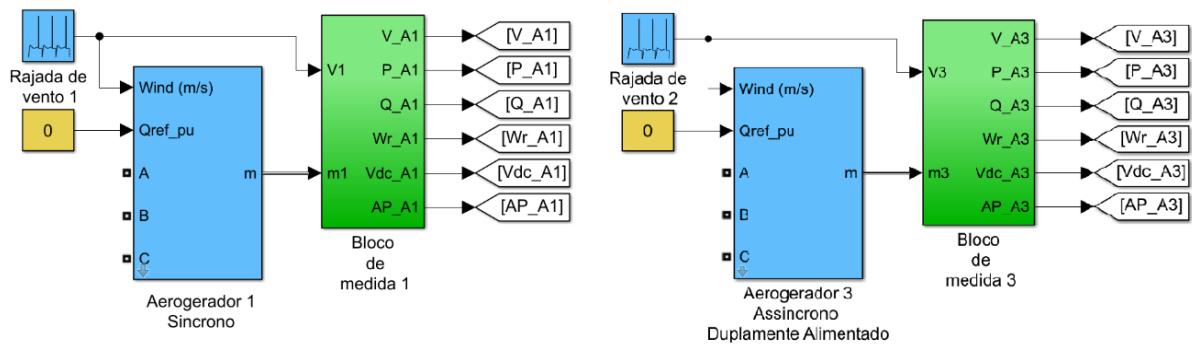 Rajada de
vento 1
0
Wind (m/s)
Qref_pu
A
B
C
m
Aerogerador 1
Sincrono
V1
m1
V_A1
P_A1
Q_A1
Wr_A1
Vdc_A1
AP_A1
Bloco
de
medida 1
[V_A1]
[P_A1]
[Q_A1]
[Wr_A1]
[Vdc_A1]
[AP_A1]
Rajada de
vento 2
0
Wind (m/s)
Qref_pu
A
B
C
m
Aerogerador 3
Assincrono
Duplamente Alimentado
V3
m3
V_A3
P_A3
Q_A3
Wr_A3
Vdc_A3
AP_A3
Bloco
de
medida 3
[V_A3]
[P_A3]
[Q_A3]
[Wr_A3]
[Vdc_A3]
[AP_A3]